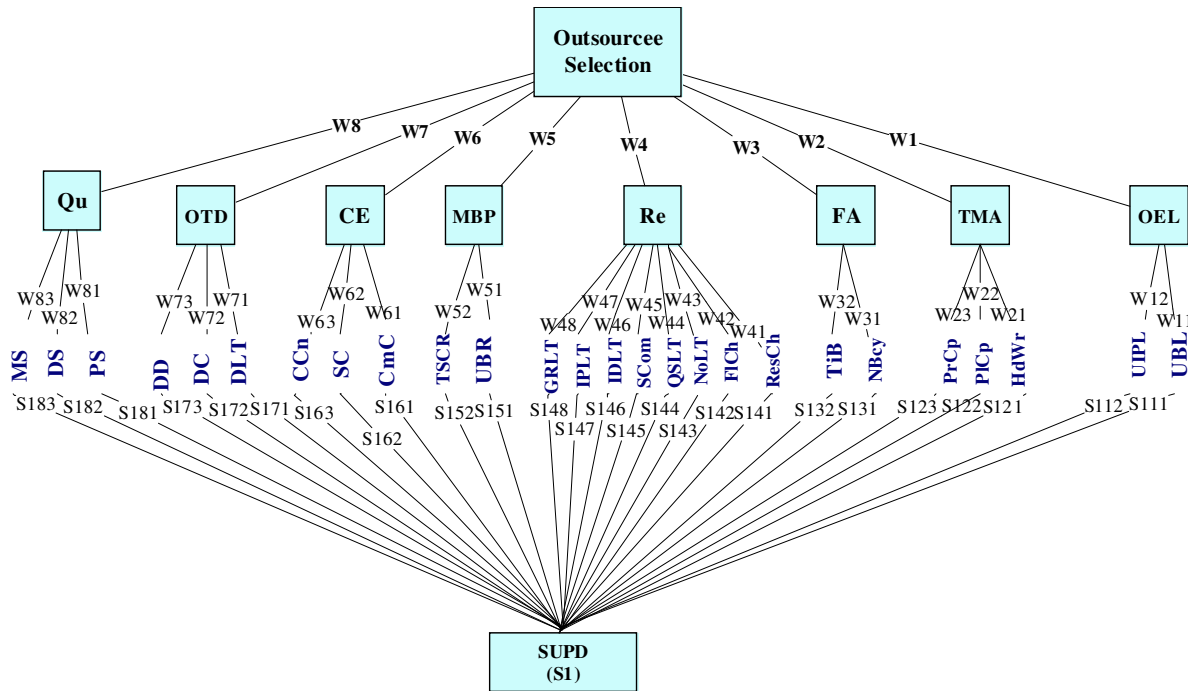 Outsourcee
Selection
W8
W7
W6
W5
W4
W3
W2
W1
Qu
OTD
CE
MBP
Re
FA
TMA
OEL
W83
W82
W81
W73
W72
W71
W63
W62
W61
W52
W51
W48
W47
W46
W45
W44
W43
W42
W41
W32
W31
W23
W22
W21
W12
W11
MS
DS
PS
DD
DC
DLT
CCn
SC
CmC
TSCR
UBR
GRLT
IPLT
IDLT
SCom
QSLT
NoLT
FlCh
ResCh
TiB
NBcy
PrCp
PlCp
HdWr
UIPL
UBL
S183
S182
S181
S173
S172
S171
S163
S162
S161
S152
S151
S148
S147
S146
S145
S144
S143
S142
S141
S132
S131
S123
S122
S121
S112
S111
SUPD
(S1)